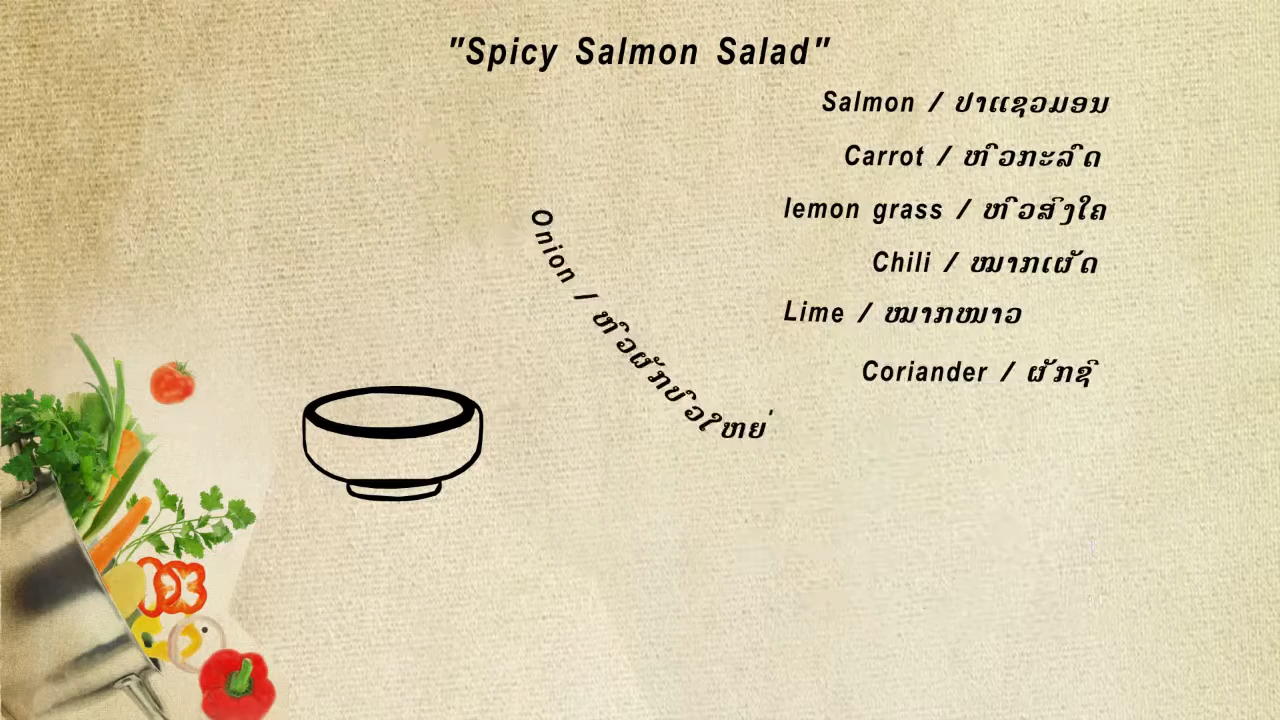 "Spicy Salmon Salad"
Salmon / ປາແຊວມອນ
Carrot / ຫົວກະລົດ
lemon grass / ຫົວສິງໃຄ
Chili / ໝາກເຜັດ
Lime / ໝາກໜາວ
Coriander / ຜັກຊີ
Onion / ຫົວຜັກບົ່ວໃຫຍ່